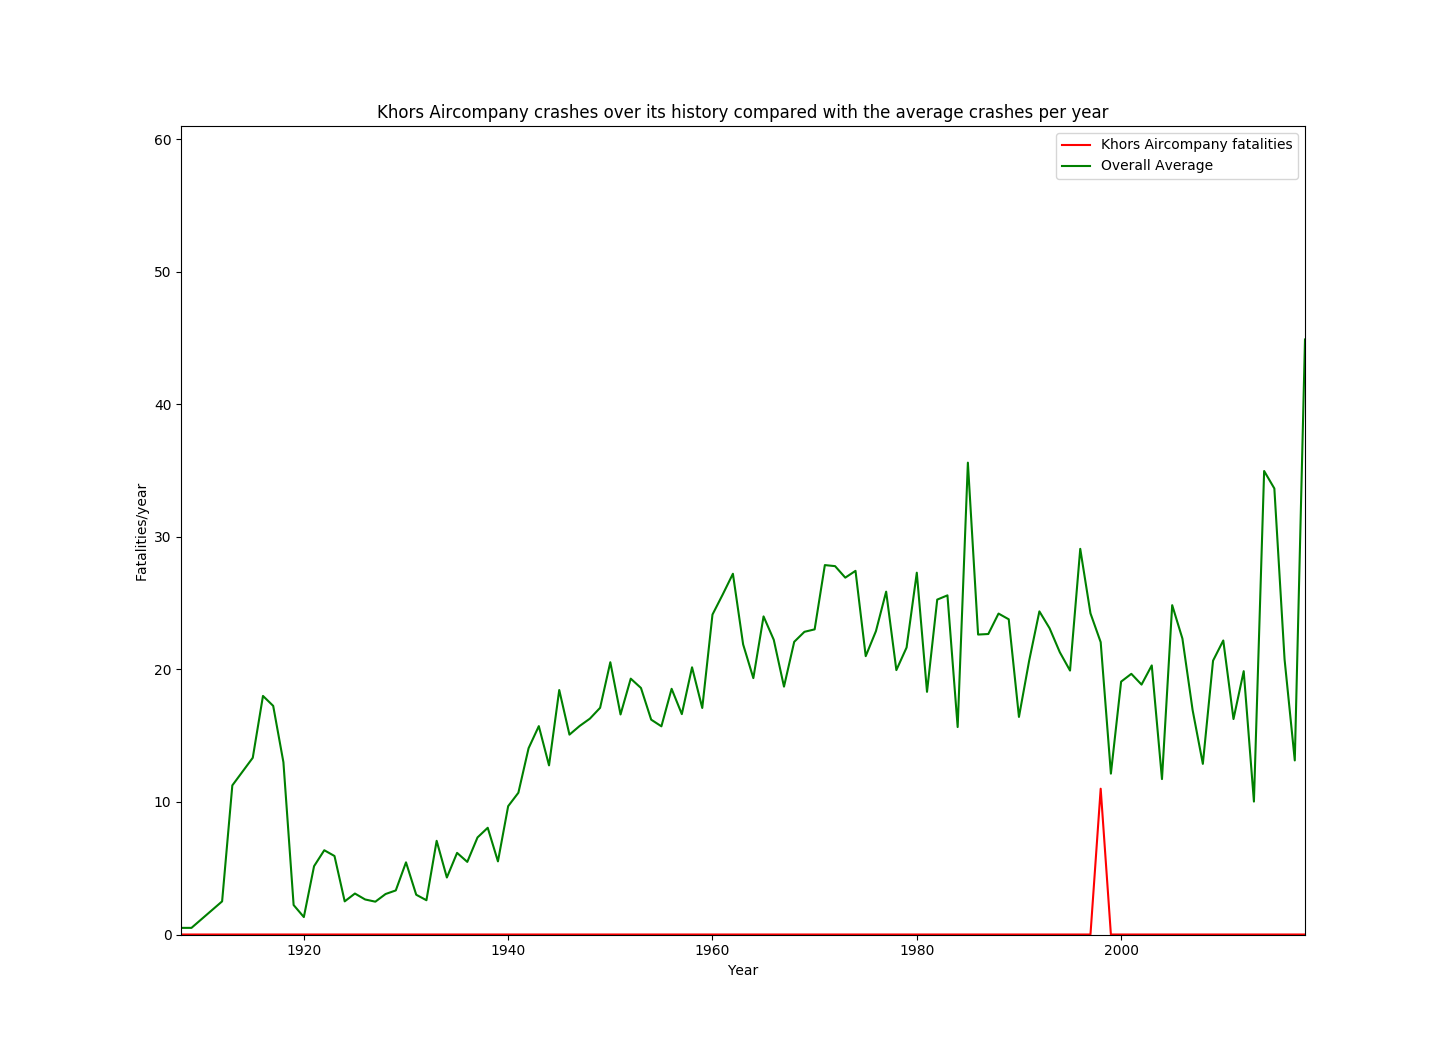 Khors Aircompany crashes over its history compared with the average crashes per year
Khors Aircompany fatalities
Overall Average
60
50
40
30
20
10
0
Fatalities/year
1920 1940 1960 1980 2000
Year